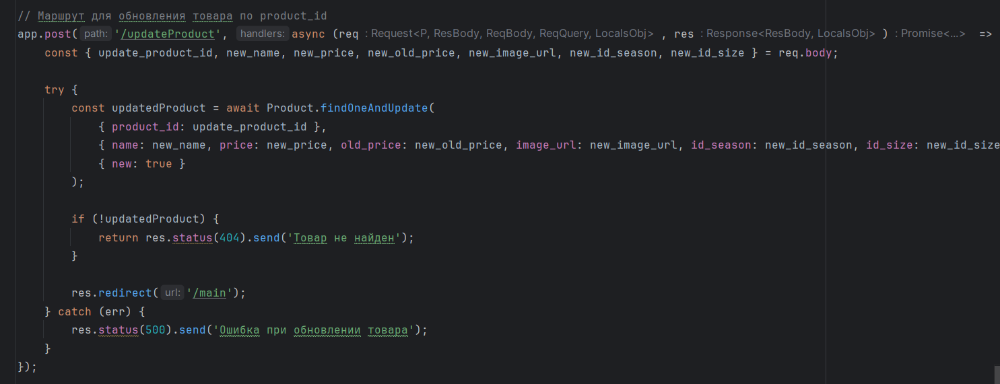 // Маршрут для обновления товара по product_id
app.post( path: '/updateProduct', handlers: async (req : Request<P, ResBody, ReqBody, ReqQuery, LocalsObj> , res : Response<ResBody, LocalsObj> ) : Promise<...> =>
const { update_product_id, new_name, new_price, new_old_price, new_image_url, new_id_season, new_id_size } = req.body;
try {
const updatedProduct = await Product.findOneAndUpdate(
{ product_id: update_product_id },
{ name: new_name, price: new_price, old_price: new_old_price, image_url: new_image_url, id_season: new_id_season, id_size: new_id_size
{ new: true }
);
if (!updatedProduct) {
return res.status(404).send('Товар не найден');
}
res.redirect( url: '/main');
} catch (err) {
res.status(500).send('Ошибка при обновлении товара');
}
});